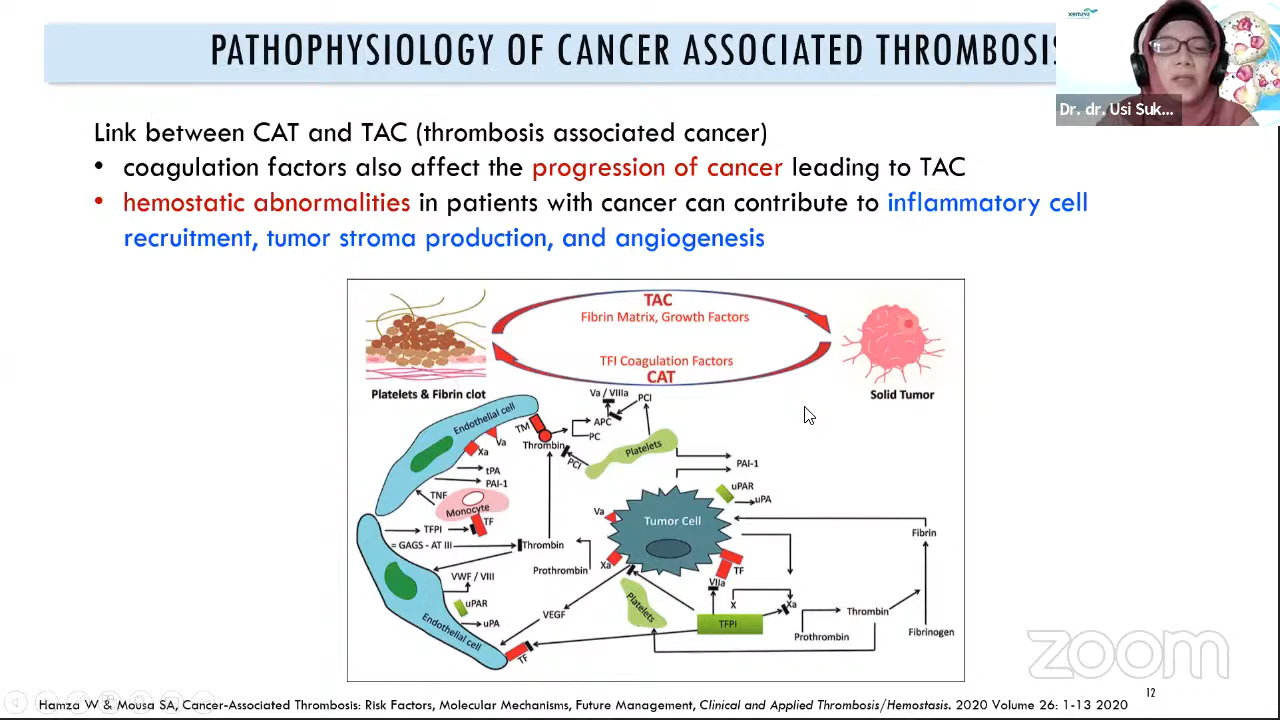 PATHOPHYSIOLOGY OF CANCER ASSOCIATED THROMBOSIS
Dr. dr. Usi Suk...
Link between CAT and TAC (thrombosis associated cancer)
• coagulation factors also affect the progression of cancer leading to TAC
• hemostatic abnormalities in patients with cancer can contribute to inflammatory cell
recruitment, tumor stroma production, and angiogenesis
TAC
Fibrin Matrix, Growth Factors
TFI Coagulation Factors
CAT
Platelets & Fibrin clot
Solid Tumor
Endothelial cell
Va / VIIIa
PCI
TM
APC
PC
Thrombin
Va
Xa
PCI
Platelets
tPA
PAI-1
PAI-1
TNF
Monocyte
TF
uPAR
uPA
TFPI
Va
Tumor Cell
= GAGS - AT III
Thrombin
Fibrin
Prothrombin
Xa
TF
VIIa
VWF / VIII
uPAR
uPA
VEGF
Platelets
X
Xa
TFPI
Thrombin
Prothrombin
Fibrinogen
Endothelial cell
TF
zoom
12
Hamza W & Mousa SA, Cancer-Associated Thrombosis: Risk Factors, Molecular Mechanisms, Future Management, Clinical and Applied Thrombosis/Hemostasis. 2020 Volume 26: 1-13 2020